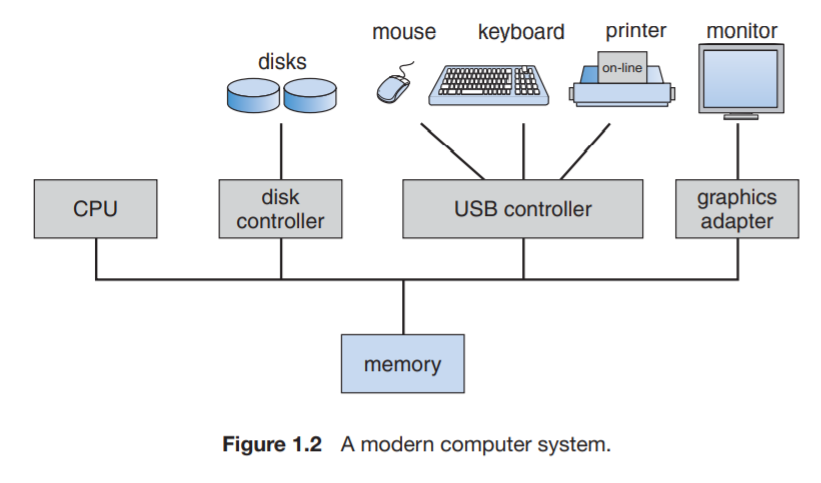 mouse
keyboard
printer
monitor
disks
on-line
CPU
disk
controller
USB controller
graphics
adapter
memory
Figure 1.2 A modern computer system.